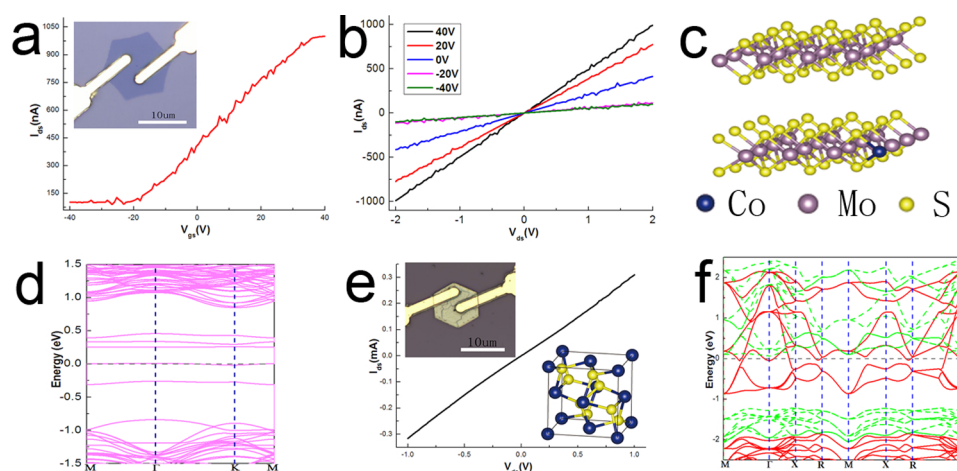 a
10um
I_ds(nA)
1000
900
750
600
450
300
150
-40
-20
0
20
40
V_gs(V)
b
40V
20V
0V
-20V
-40V
I_ds(nA)
1000
500
0
-500
-1000
-2
-1
0
1
2
V_ds(V)
c
Co Mo S
d
Energy (eV)
1.5
1.0
0.5
0.0
-0.5
-1.0
-1.5
M
Γ
K
M
e
10um
I_ds(mA)
0.3
0.2
0.1
0.0
-0.1
-0.2
-0.3
-1.0
-0.5
0.0
0.5
1.0
f
Energy (eV)
2
1
0
-1
-2
M
X
R
X
R